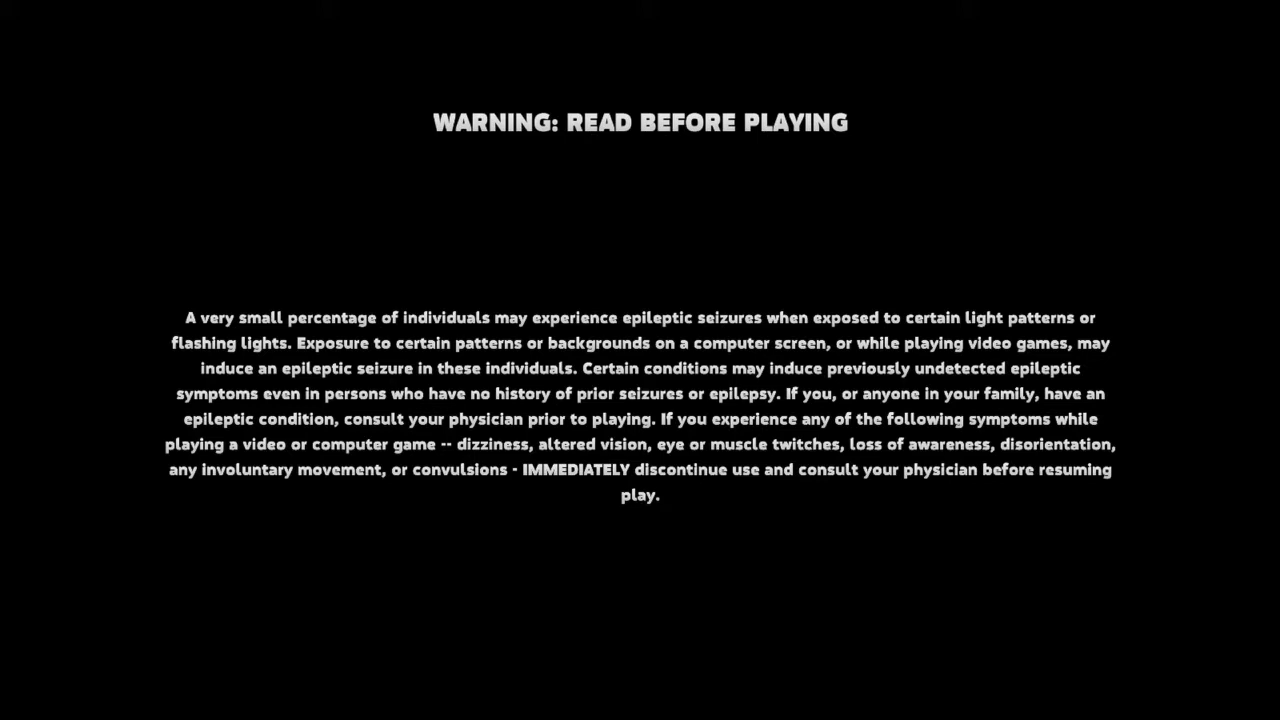 WARNING: READ BEFORE PLAYING
A very small percentage of individuals may experience epileptic seizures when exposed to certain light patterns or
flashing lights. Exposure to certain patterns or backgrounds on a computer screen, or while playing video games, may
induce an epileptic seizure in these individuals. Certain conditions may induce previously undetected epileptic
symptoms even in persons who have no history of prior seizures or epilepsy. If you, or anyone in your family, have an
epileptic condition, consult your physician prior to playing. If you experience any of the following symptoms while
playing a video or computer game -- dizziness, altered vision, eye or muscle twitches, loss of awareness, disorientation,
any involuntary movement, or convulsions - IMMEDIATELY discontinue use and consult your physician before resuming
play.